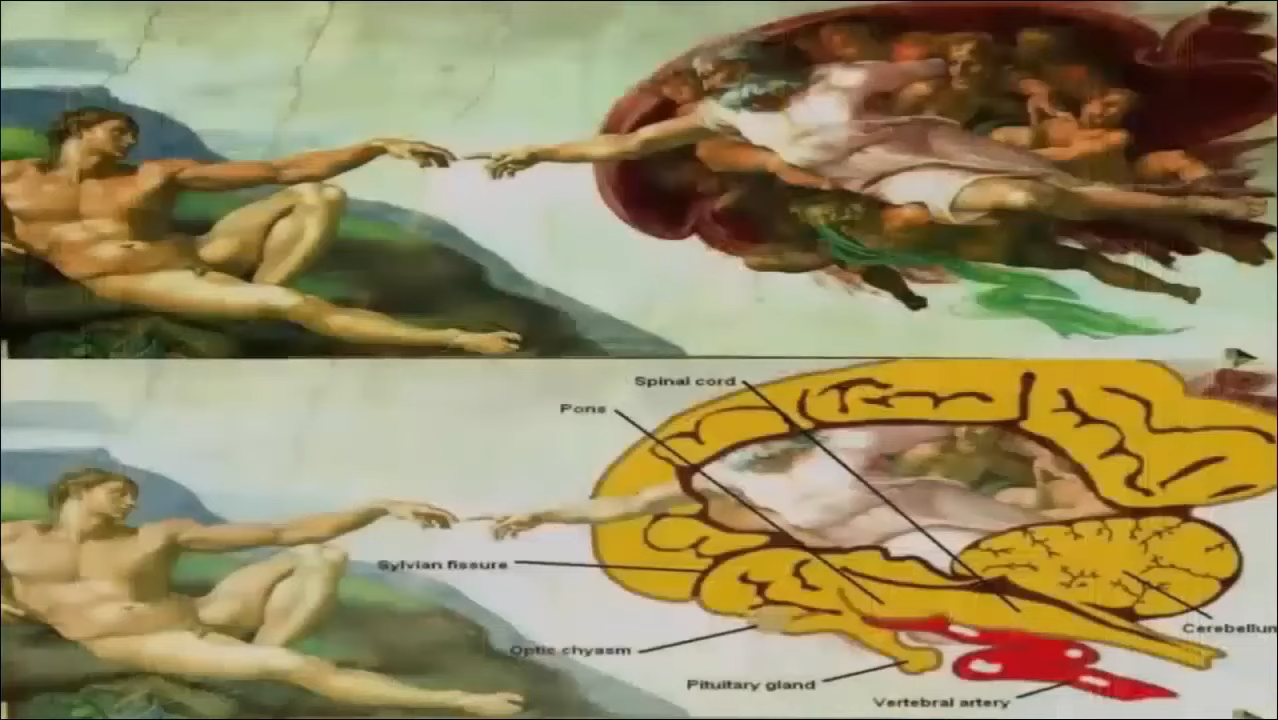 Spinal cord
Pons
Sylvian fissure
Cerebellum
Optic chyasm
Pituitary gland
Vertebral artery